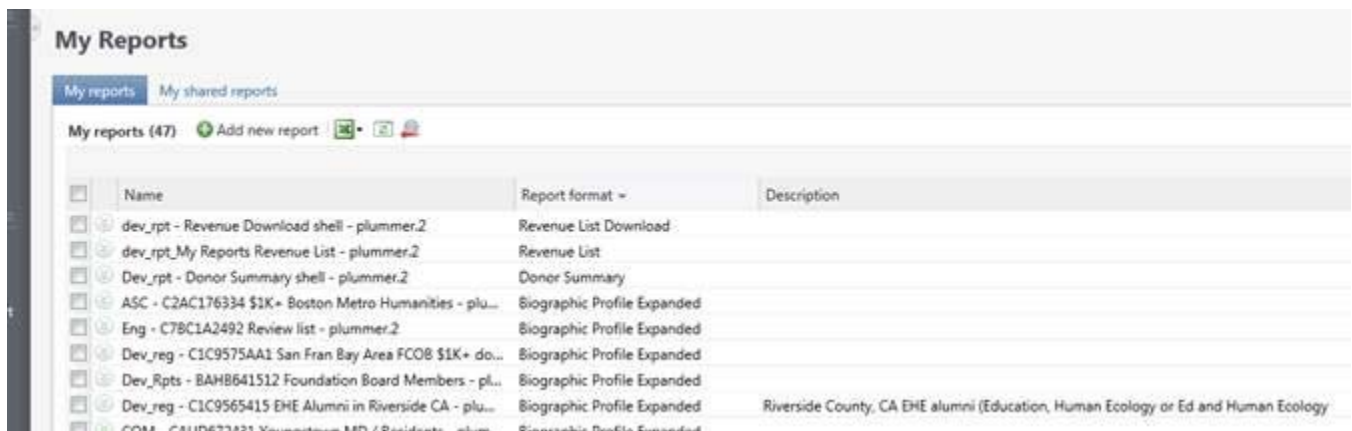 My Reports
My reports My shared reports
My reports (47) Add new report
Name Report format Description
dev_rpt - Revenue Download shell - plummer.2 Revenue List Download
dev_rpt_My Reports Revenue List - plummer.2 Revenue List
Dev_rpt - Donor Summary shell - plummer.2 Donor Summary
ASC - C2AC176334 $1K+ Boston Metro Humanities - plu... Biographic Profile Expanded
Eng - C7BC1A2492 Review list - plummer.2 Biographic Profile Expanded
Dev_reg - C1C9575AA1 San Fran Bay Area FCOB $1K+ do... Biographic Profile Expanded
Dev_Rpts - BAHB641512 Foundation Board Members - pl... Biographic Profile Expanded
Dev_reg - C1C9565415 EHE Alumni in Riverside CA - plu... Biographic Profile Expanded Riverside County, CA EHE alumni (Education, Human Ecology or Ed and Human Ecology